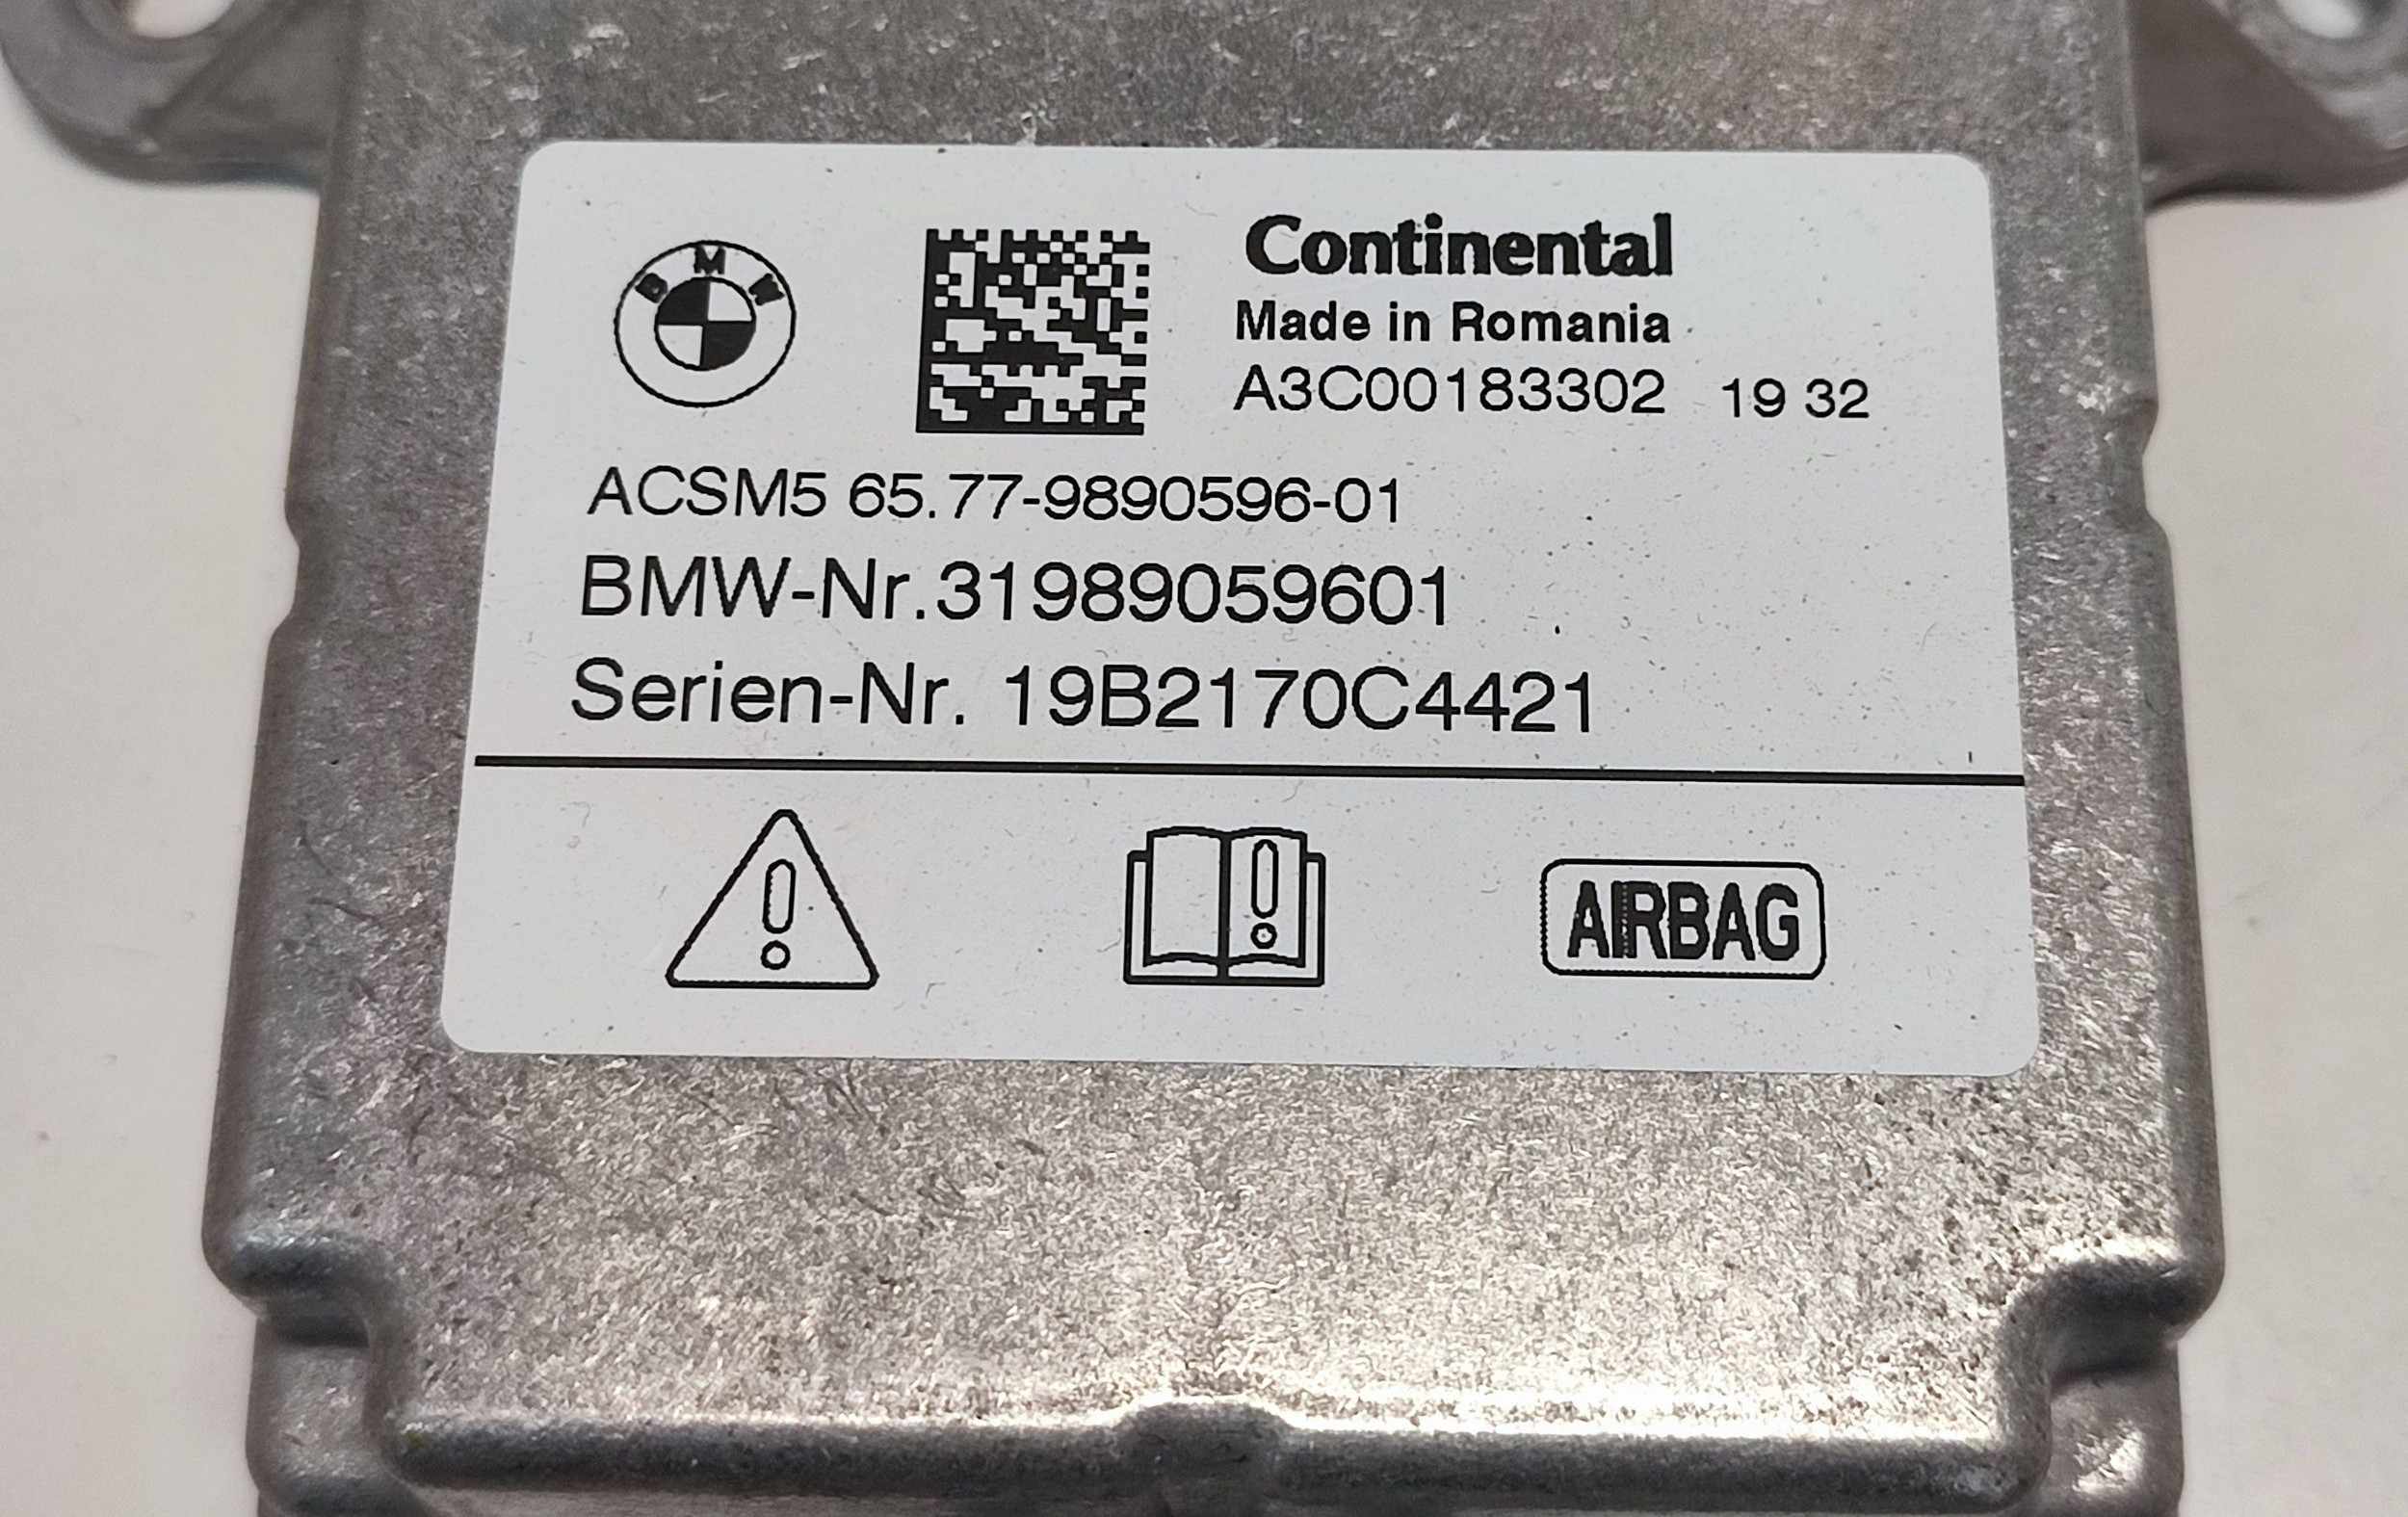 BMW
Continental
Made in Romania
A3C00183302 19 32
ACSM5 65.77-9890596-01
BMW-Nr.31989059601
Serien-Nr. 19B2170C4421
AIRBAG